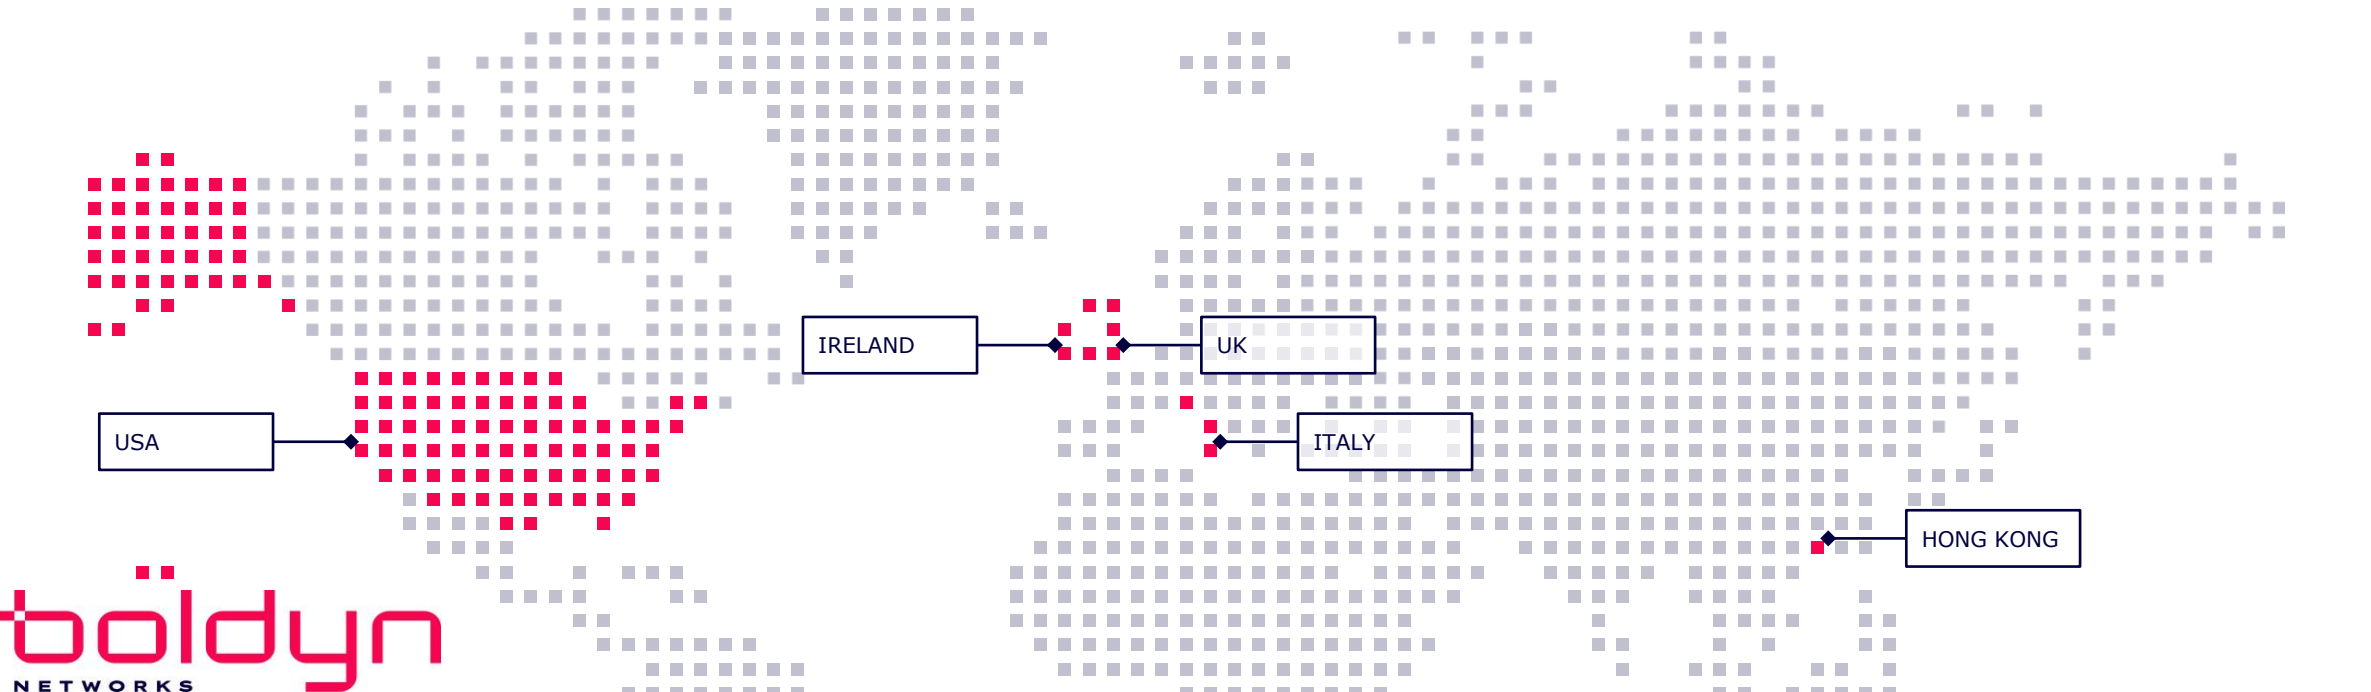 IRELAND
UK
USA
ITALY
HONG KONG
boldyn
NETWORKS